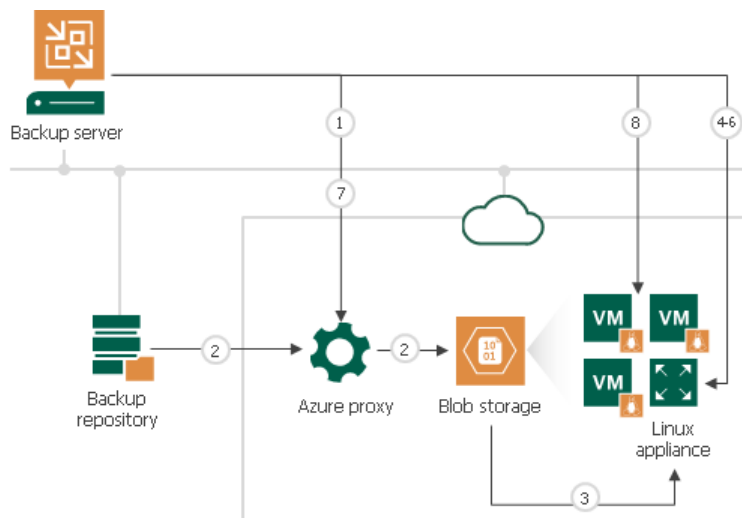 Backup server
1
8
4-6
7
2
2
10
01
VM
VM
VM
Backup
repository
Azure proxy
Blob storage
Linux
appliance
3